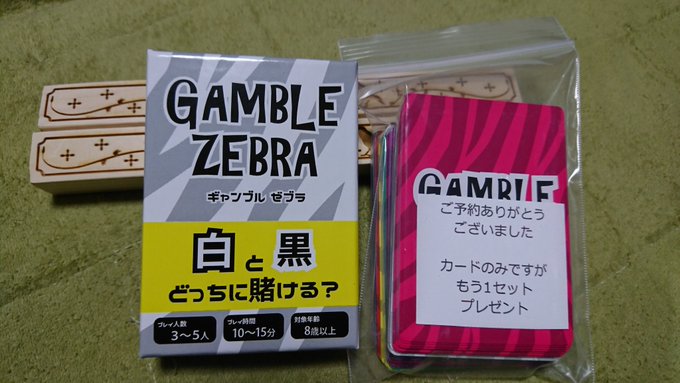 GAMBLE
ZEBRA
ギャンブル ゼブラ
白と黒
どっちに賭ける?
プレイ人数
3〜5人
プレイ時間
10〜15分
対象年齢
8歳以上
GAMBLE
ご予約ありがとう
ございました
カードのみですが
もう1セット
プレゼント